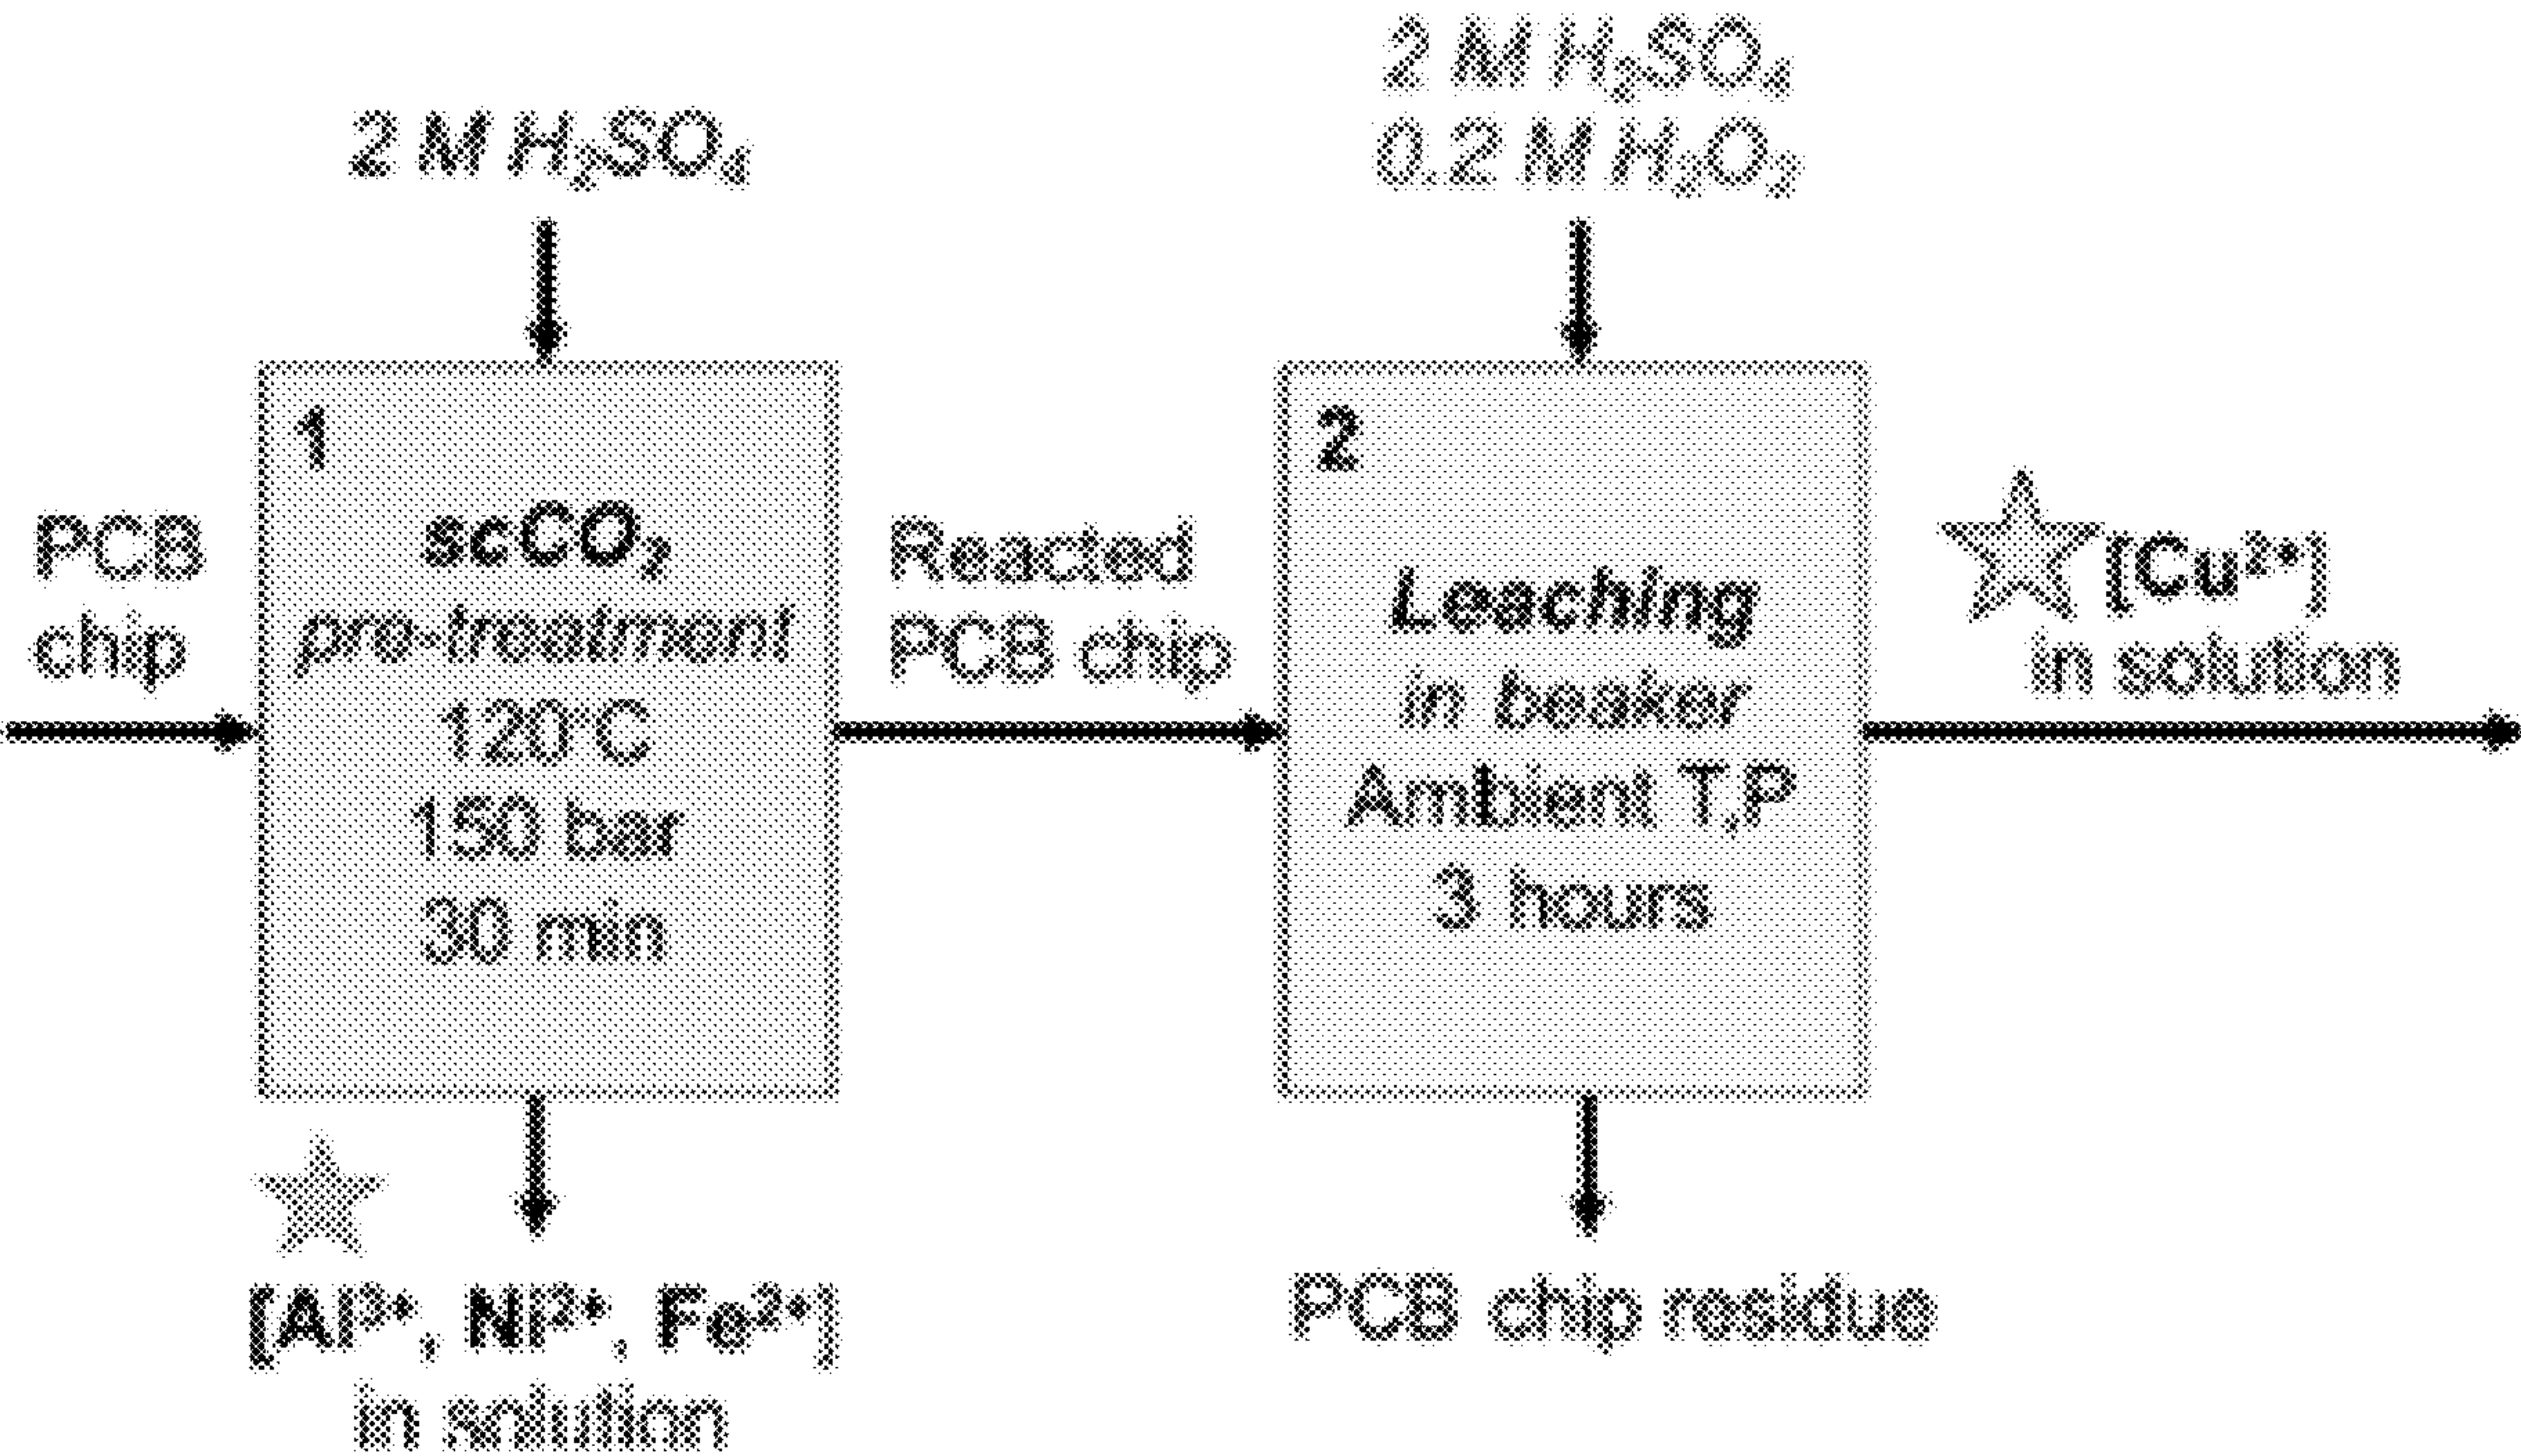 2 M H₂SO₄
2 M H₂SO₄
0.2 M H₂O₂
PCB
chip
1
scCO₂
pre-treatment
120°C
150 bar
30 min
Reacted
PCB chip
2
Leaching
in beaker
Ambient T,P
3 hours
[Cu²⁺]
in solution
[Al³⁺, Ni²⁺, Fe²⁺]
in solution
PCB chip residue